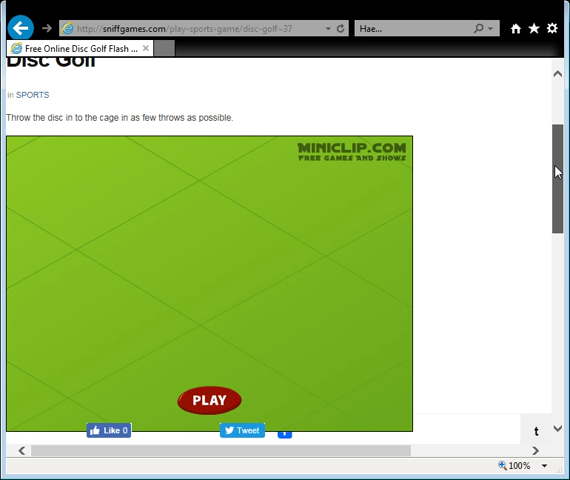 http://sniffgames.com/play-sports-game/disc-golf~37
Hae...
Free Online Disc Golf Flash ...
Disc Golf
in SPORTS
Throw the disc in to the cage in as few throws as possible.
MINICLIP.COM
FREE GAMES AND SHOWS
PLAY
Like 0
Tweet
t
100%